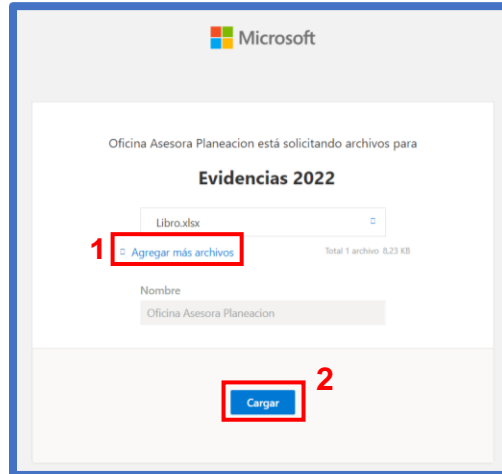 Microsoft
Oficina Asesora Planeacion está solicitando archivos para
Evidencias 2022
Libro.xlsx
1
Agregar más archivos
Total 1 archivo 8,23 KB
Nombre
Oficina Asesora Planeacion
2
Cargar